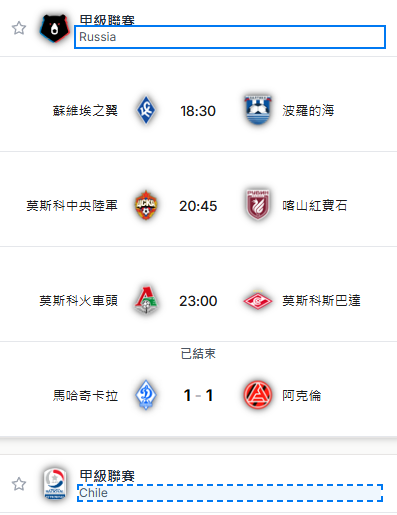 甲級聯賽
Russia
蘇維埃之翼 18:30 波羅的海
莫斯科中央陸軍 20:45 喀山紅寶石
莫斯科火車頭 23:00 莫斯科斯巴達
已結束
馬哈奇卡拉 1 - 1 阿克倫
甲級聯賽
Chile